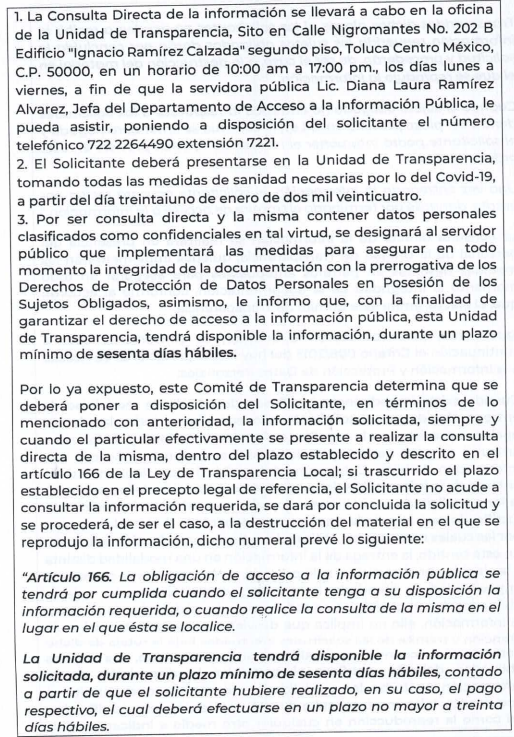 1. La Consulta Directa de la información se llevará a cabo en la oficina
de la Unidad de Transparencia, Sito en Calle Nigromantes No. 202 B
Edificio "Ignacio Ramírez Calzada" segundo piso, Toluca Centro México,
C.P. 50000, en un horario de 10:00 am a 17:00 pm., los días lunes a
viernes, a fin de que la servidora pública Lic. Diana Laura Ramírez
Alvarez, Jefa del Departamento de Acceso a la Información Pública, le
pueda asistir, poniendo a disposición del solicitante el número
telefónico 722 2264490 extensión 7221.
2. El Solicitante deberá presentarse en la Unidad de Transparencia,
tomando todas las medidas de sanidad necesarias por lo del Covid-19,
a partir del día treintaiuno de enero de dos mil veinticuatro.
3. Por ser consulta directa y la misma contener datos personales
clasificados como confidenciales en tal virtud, se designará al servidor
público que implementará las medidas para asegurar en todo
momento la integridad de la documentación con la prerrogativa de los
Derechos de Protección de Datos Personales en Posesión de los
Sujetos Obligados, asimismo, le informo que, con la finalidad de
garantizar el derecho de acceso a la información pública, esta Unidad
de Transparencia, tendrá disponible la información, durante un plazo
mínimo de sesenta días hábiles.
Por lo ya expuesto, este Comité de Transparencia determina que se
deberá poner a disposición del Solicitante, en términos de lo
mencionado con anterioridad, la información solicitada, siempre y
cuando el particular efectivamente se presente a realizar la consulta
directa de la misma, dentro del plazo establecido y descrito en el
artículo 166 de la Ley de Transparencia Local; si trascurrido el plazo
establecido en el precepto legal de referencia, el Solicitante no acude a
consultar la información requerida, se dará por concluida la solicitud y
se procederá, de ser el caso, a la destrucción del material en el que se
reprodujo la información, dicho numeral prevé lo siguiente:
"Artículo 166. La obligación de acceso a la información pública se
tendrá por cumplida cuando el solicitante tenga a su disposición la
información requerida, o cuando realice la consulta de la misma en el
lugar en el que ésta se localice.
La Unidad de Transparencia tendrá disponible la información
solicitada, durante un plazo mínimo de sesenta días hábiles, contado
a partir de que el solicitante hubiere realizado, en su caso, el pago
respectivo, el cual deberá efectuarse en un plazo no mayor a treinta
días hábiles.